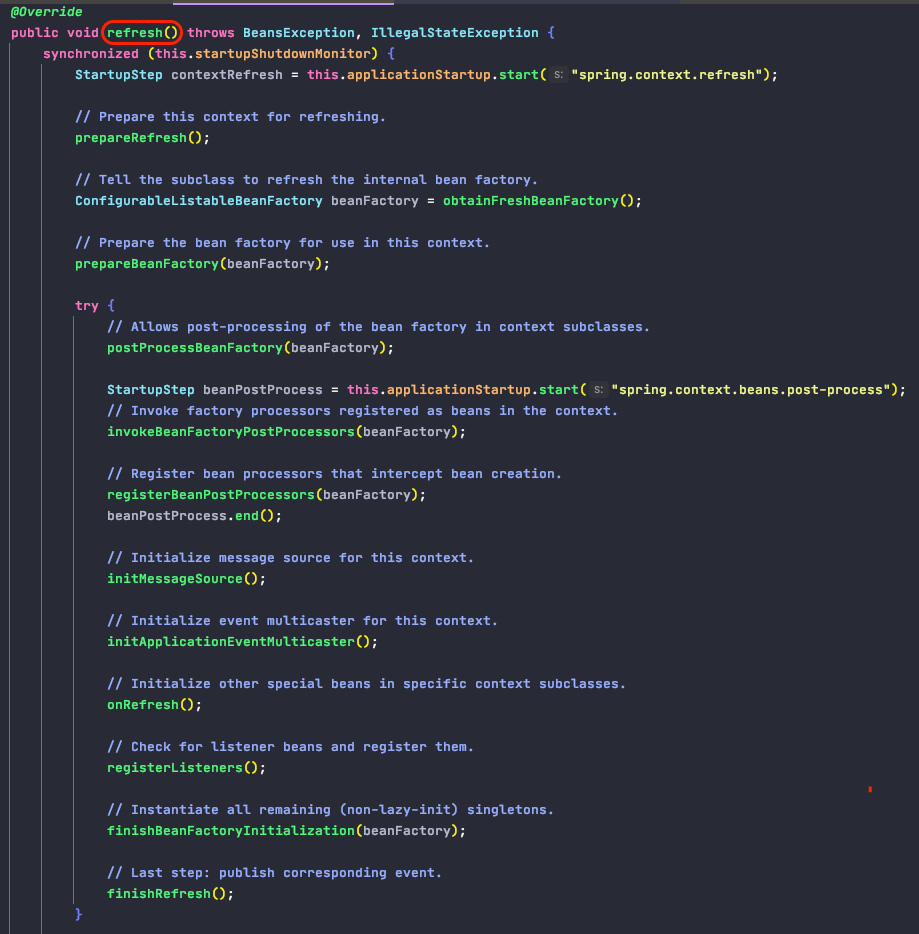 @Override
public void refresh() throws BeansException, IllegalStateException {
synchronized (this.startupShutdownMonitor) {
StartupStep contextRefresh = this.applicationStartup.start( s: "spring.context.refresh");
// Prepare this context for refreshing.
prepareRefresh();
// Tell the subclass to refresh the internal bean factory.
ConfigurableListableBeanFactory beanFactory = obtainFreshBeanFactory();
// Prepare the bean factory for use in this context.
prepareBeanFactory(beanFactory);
try {
// Allows post-processing of the bean factory in context subclasses.
postProcessBeanFactory(beanFactory);
StartupStep beanPostProcess = this.applicationStartup.start( s: "spring.context.beans.post-process");
// Invoke factory processors registered as beans in the context.
invokeBeanFactoryPostProcessors(beanFactory);
// Register bean processors that intercept bean creation.
registerBeanPostProcessors(beanFactory);
beanPostProcess.end();
// Initialize message source for this context.
initMessageSource();
// Initialize event multicaster for this context.
initApplicationEventMulticaster();
// Initialize other special beans in specific context subclasses.
onRefresh();
// Check for listener beans and register them.
registerListeners();
// Instantiate all remaining (non-lazy-init) singletons.
finishBeanFactoryInitialization(beanFactory);
// Last step: publish corresponding event.
finishRefresh();
}